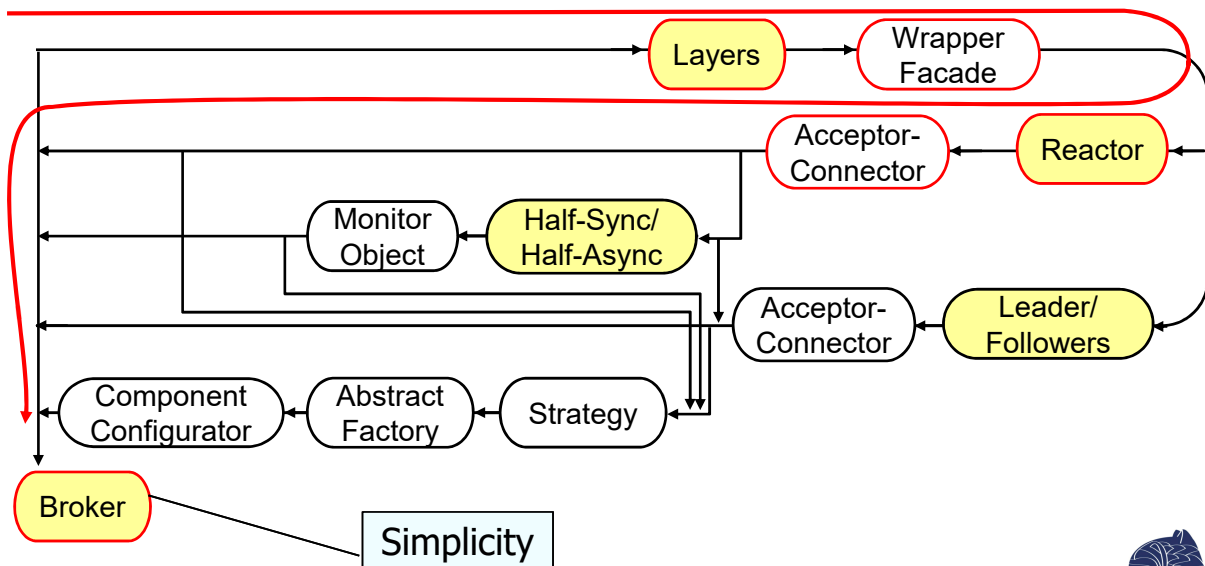 Layers
Wrapper
Facade
Acceptor-
Connector
Reactor
Monitor
Object
Half-Sync/
Half-Async
Acceptor-
Connector
Leader/
Followers
Component
Configurator
Abstract
Factory
Strategy
Broker
Simplicity